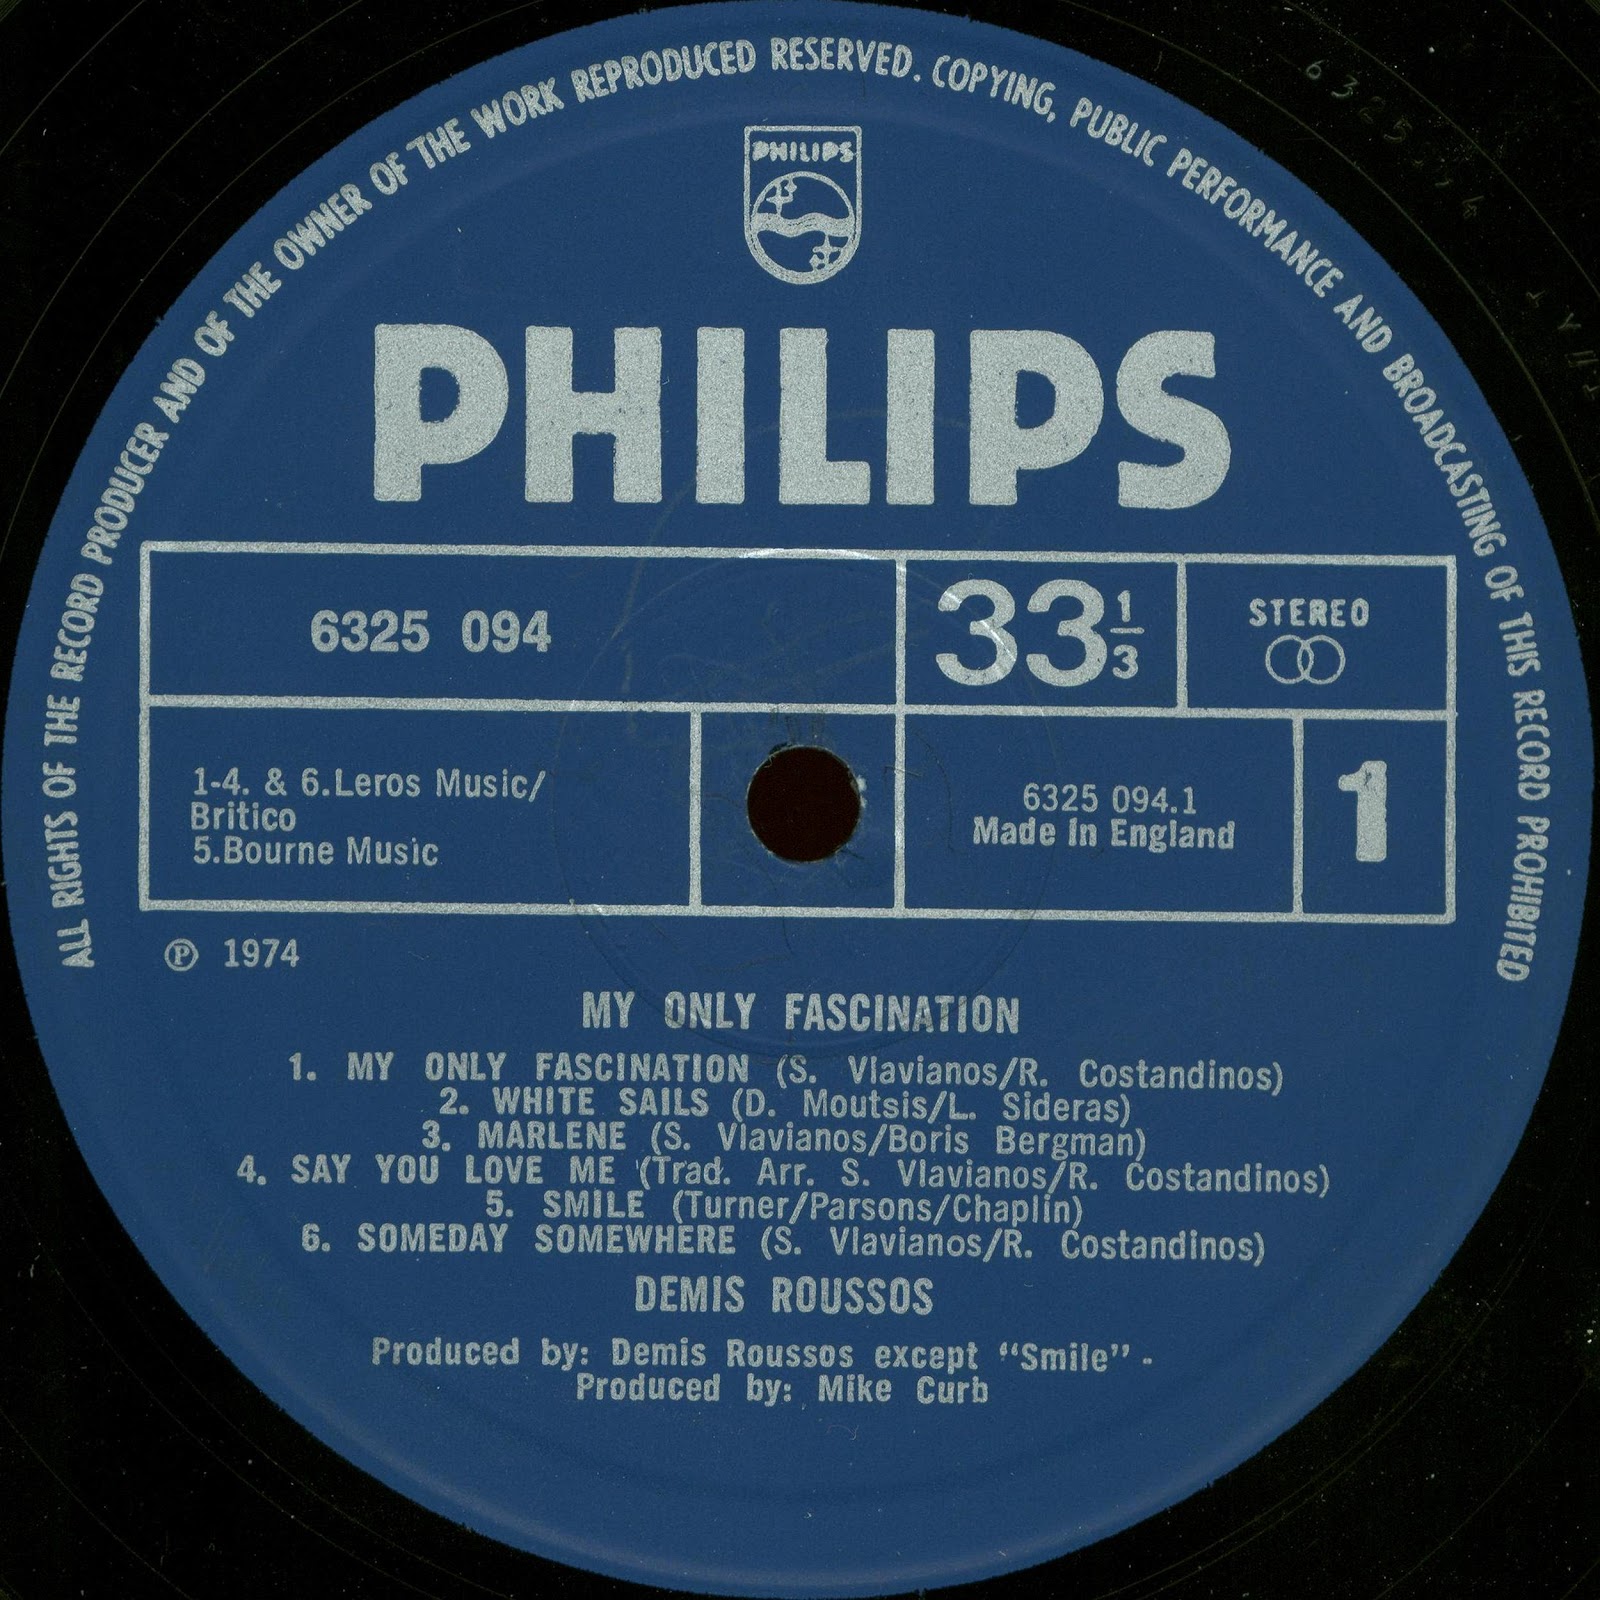 ALL RIGHTS OF THE RECORD PRODUCER AND OF THE OWNER OF THE WORK REPRODUCED RESERVED. COPYING, PUBLIC PERFORMANCE AND BROADCASTING OF THIS RECORD PROHIBITED
PHILIPS
PHILIPS
6325 094
33 1/3
STEREO
1-4. & 6.Leros Music/
Britico
5.Bourne Music
6325 094.1
Made In England
1
℗ 1974
MY ONLY FASCINATION
1. MY ONLY FASCINATION (S. Vlavianos/R. Costandinos)
2. WHITE SAILS (D. Moutsis/L. Sideras)
3. MARLENE (S. Vlavianos/Boris Bergman)
4. SAY YOU LOVE ME (Trad. Arr. S. Vlavianos/R. Costandinos)
5. SMILE (Turner/Parsons/Chaplin)
6. SOMEDAY SOMEWHERE (S. Vlavianos/R. Costandinos)
DEMIS ROUSSOS
Produced by: Demis Roussos except "Smile" -
Produced by: Mike Curb